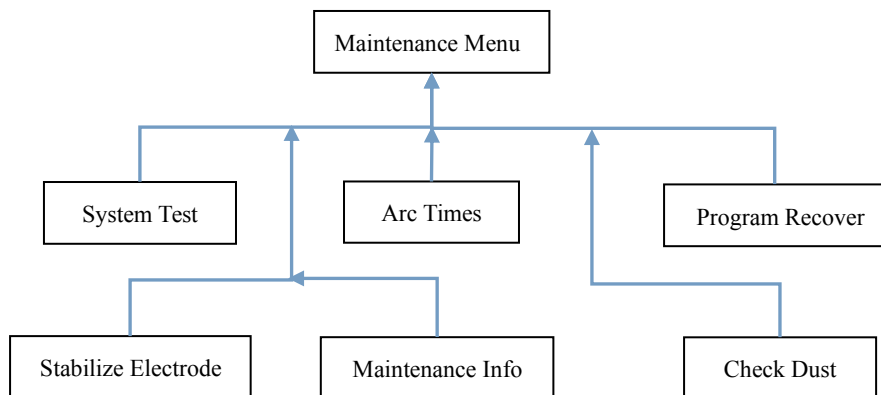 Maintenance Menu
System Test
Arc Times
Program Recover
Stabilize Electrode
Maintenance Info
Check Dust